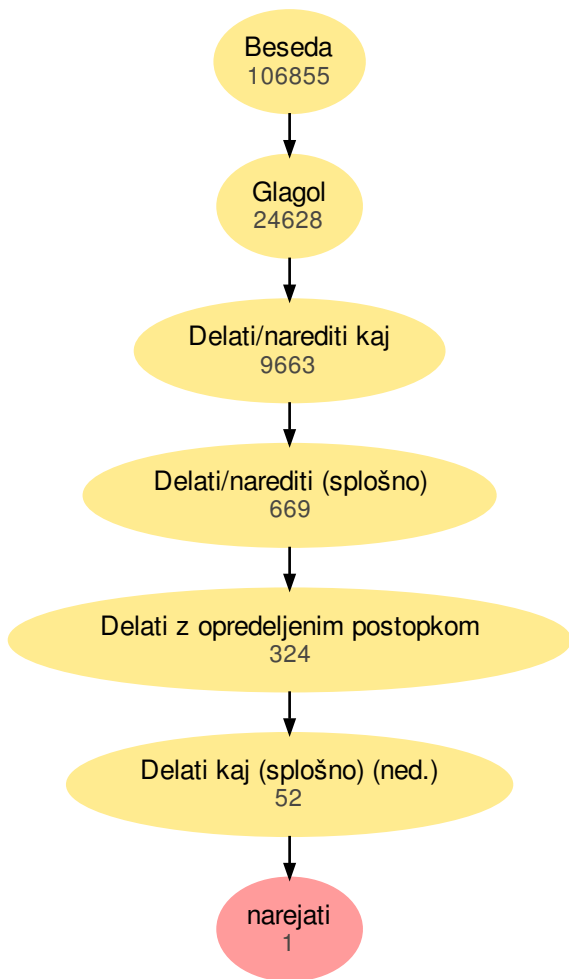 Beseda
106855
Glagol
24628
Delati/narediti kaj
9663
Delati/narediti (splošno)
669
Delati z opredeljenim postopkom
324
Delati kaj (splošno) (ned.)
52
narejati
1